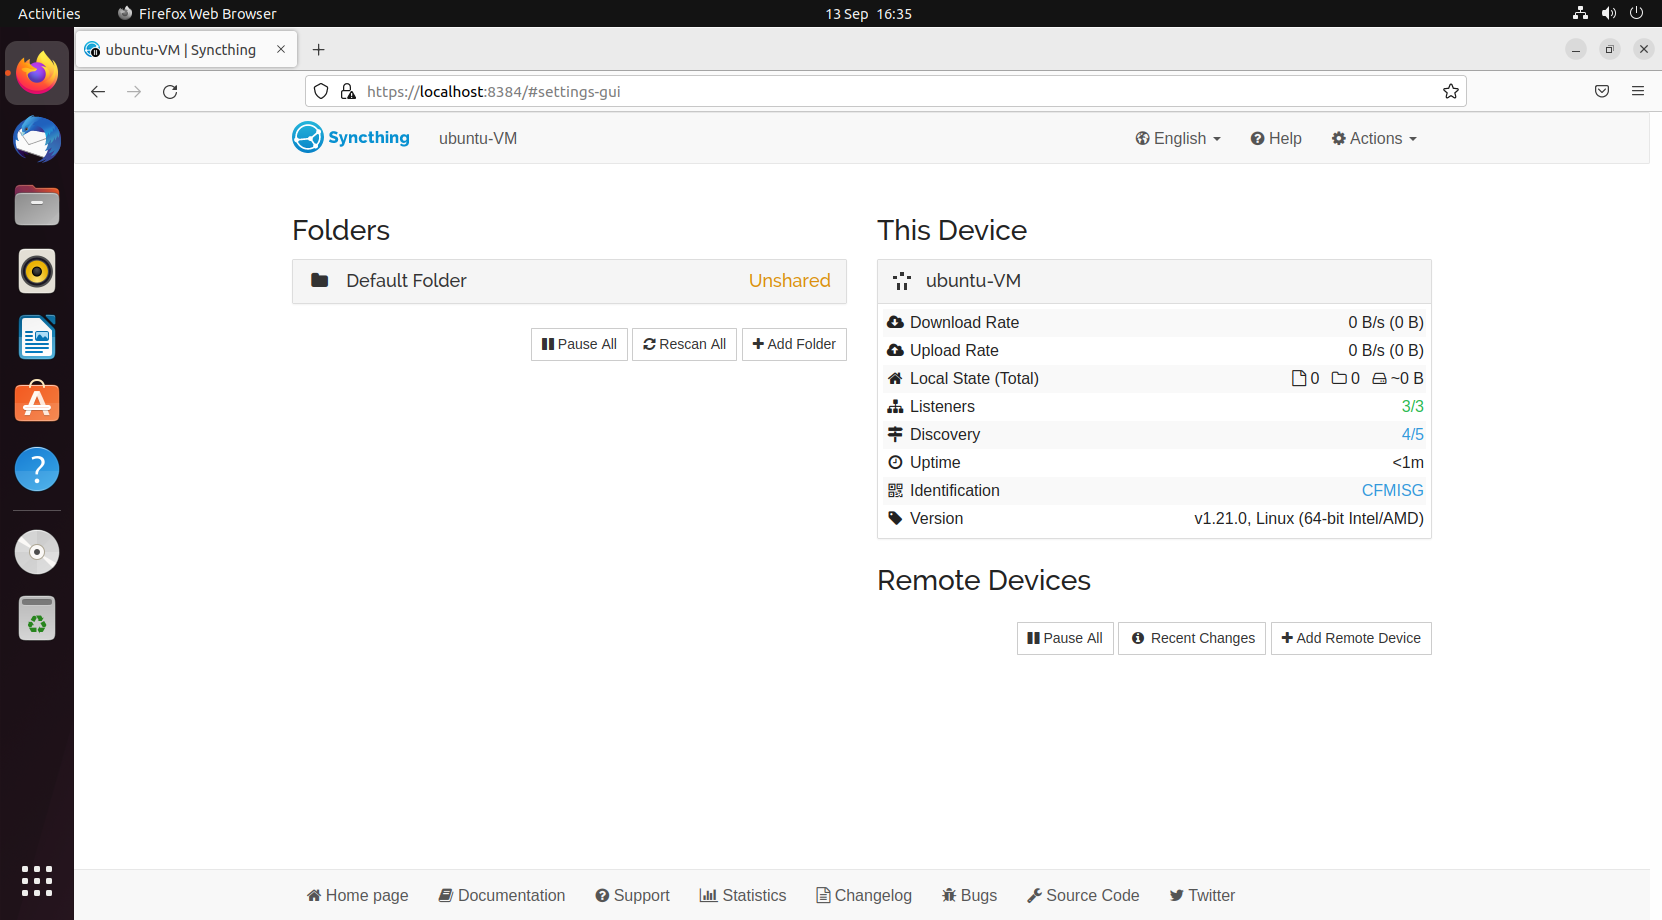 Activities Firefox Web Browser 13 Sep 16:35
ubuntu-VM | Syncthing
https://localhost:8384/#settings-gui
Syncthing ubuntu-VM English Help Actions
Folders
Default Folder Unshared
Pause All Rescan All Add Folder
This Device
ubuntu-VM
Download Rate 0 B/s (0 B)
Upload Rate 0 B/s (0 B)
Local State (Total) 0 0 ~0 B
Listeners 3/3
Discovery 4/5
Uptime <1m
Identification CFMISG
Version v1.21.0, Linux (64-bit Intel/AMD)
Remote Devices
Pause All Recent Changes Add Remote Device
Home page Documentation Support Statistics Changelog Bugs Source Code Twitter